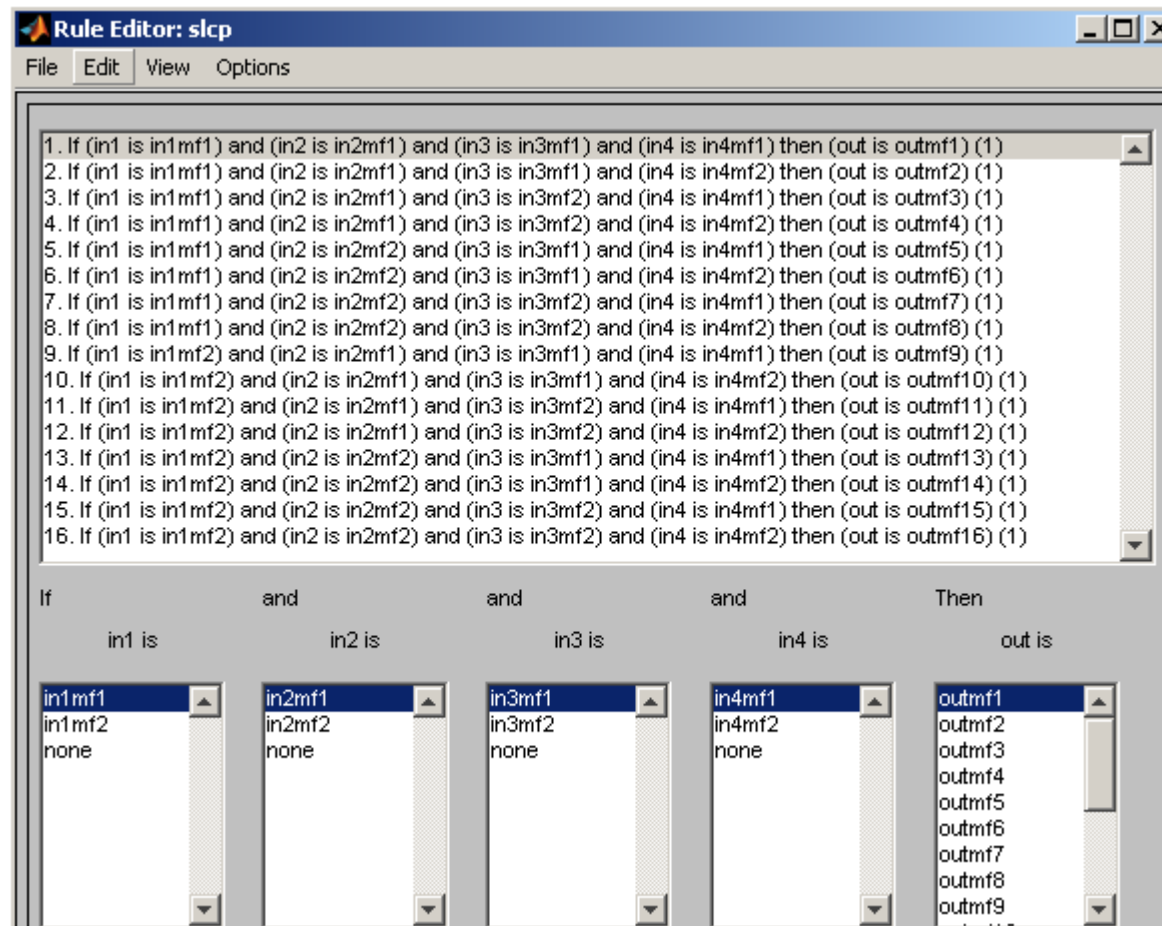 Rule Editor: slcp
File Edit View Options
1. If (in1 is in1mf1) and (in2 is in2mf1) and (in3 is in3mf1) and (in4 is in4mf1) then (out is outmf1) (1)
2. If (in1 is in1mf1) and (in2 is in2mf1) and (in3 is in3mf1) and (in4 is in4mf2) then (out is outmf2) (1)
3. If (in1 is in1mf1) and (in2 is in2mf1) and (in3 is in3mf2) and (in4 is in4mf1) then (out is outmf3) (1)
4. If (in1 is in1mf1) and (in2 is in2mf1) and (in3 is in3mf2) and (in4 is in4mf2) then (out is outmf4) (1)
5. If (in1 is in1mf1) and (in2 is in2mf2) and (in3 is in3mf1) and (in4 is in4mf1) then (out is outmf5) (1)
6. If (in1 is in1mf1) and (in2 is in2mf2) and (in3 is in3mf1) and (in4 is in4mf2) then (out is outmf6) (1)
7. If (in1 is in1mf1) and (in2 is in2mf2) and (in3 is in3mf2) and (in4 is in4mf1) then (out is outmf7) (1)
8. If (in1 is in1mf1) and (in2 is in2mf2) and (in3 is in3mf2) and (in4 is in4mf2) then (out is outmf8) (1)
9. If (in1 is in1mf2) and (in2 is in2mf1) and (in3 is in3mf1) and (in4 is in4mf1) then (out is outmf9) (1)
10. If (in1 is in1mf2) and (in2 is in2mf1) and (in3 is in3mf1) and (in4 is in4mf2) then (out is outmf10) (1)
11. If (in1 is in1mf2) and (in2 is in2mf1) and (in3 is in3mf2) and (in4 is in4mf1) then (out is outmf11) (1)
12. If (in1 is in1mf2) and (in2 is in2mf1) and (in3 is in3mf2) and (in4 is in4mf2) then (out is outmf12) (1)
13. If (in1 is in1mf2) and (in2 is in2mf2) and (in3 is in3mf1) and (in4 is in4mf1) then (out is outmf13) (1)
14. If (in1 is in1mf2) and (in2 is in2mf2) and (in3 is in3mf1) and (in4 is in4mf2) then (out is outmf14) (1)
15. If (in1 is in1mf2) and (in2 is in2mf2) and (in3 is in3mf2) and (in4 is in4mf1) then (out is outmf15) (1)
16. If (in1 is in1mf2) and (in2 is in2mf2) and (in3 is in3mf2) and (in4 is in4mf2) then (out is outmf16) (1)
If and and and Then
in1 is in2 is in3 is in4 is out is
in1mf1 in2mf1 in3mf1 in4mf1 outmf1
in1mf2 in2mf2 in3mf2 in4mf2 outmf2
none none none none outmf3
outmf4
outmf5
outmf6
outmf7
outmf8
outmf9